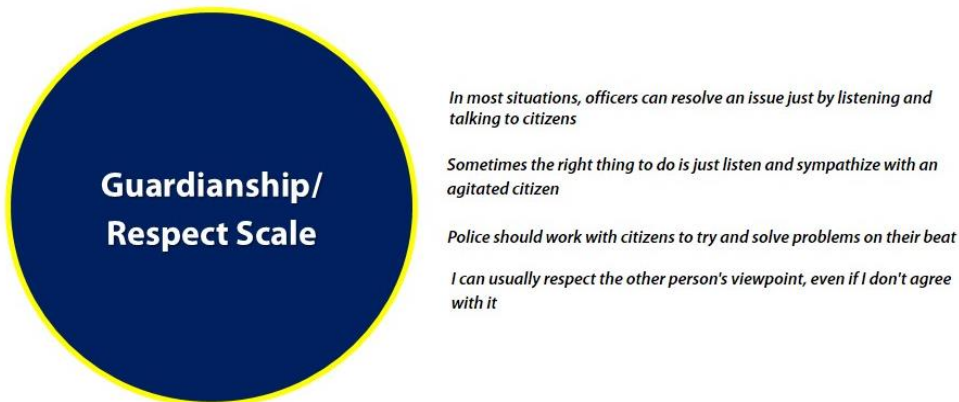 Guardianship/
Respect Scale
In most situations, officers can resolve an issue just by listening and
talking to citizens
Sometimes the right thing to do is just listen and sympathize with an
agitated citizen
Police should work with citizens to try and solve problems on their beat
I can usually respect the other person's viewpoint, even if I don't agree
with it